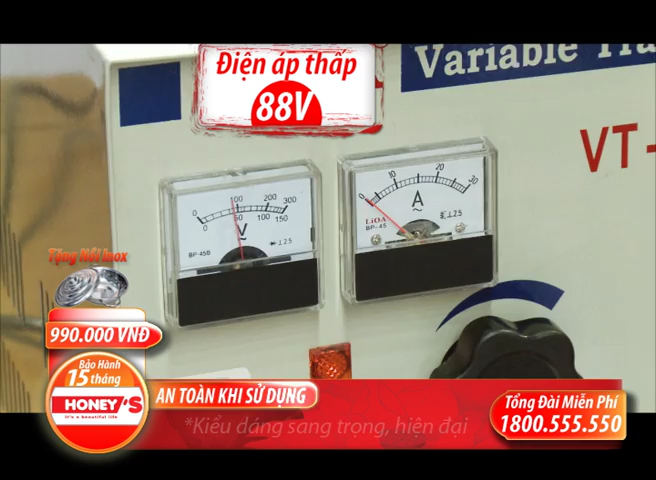 Điện áp thấp
88V
Variable Tra
VT-
0 100 200 300
0 50 100 150
V
BP-45B
2.5
0 10 20 30
A
LiOA
BP-45
2.5
Tặng Nồi Inox
990.000 VNĐ
Bảo Hành
15 tháng
HONEY'S
It's a beautiful life
AN TOÀN KHI SỬ DỤNG
*Kiểu dáng sang trọng, hiện đại
Tổng Đài Miễn Phí
1800.555.550